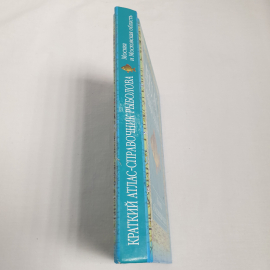 КРАТКИЙ АТЛАС-СПРАВОЧНИК РЫБОЛОВА
Москва
и Московская область